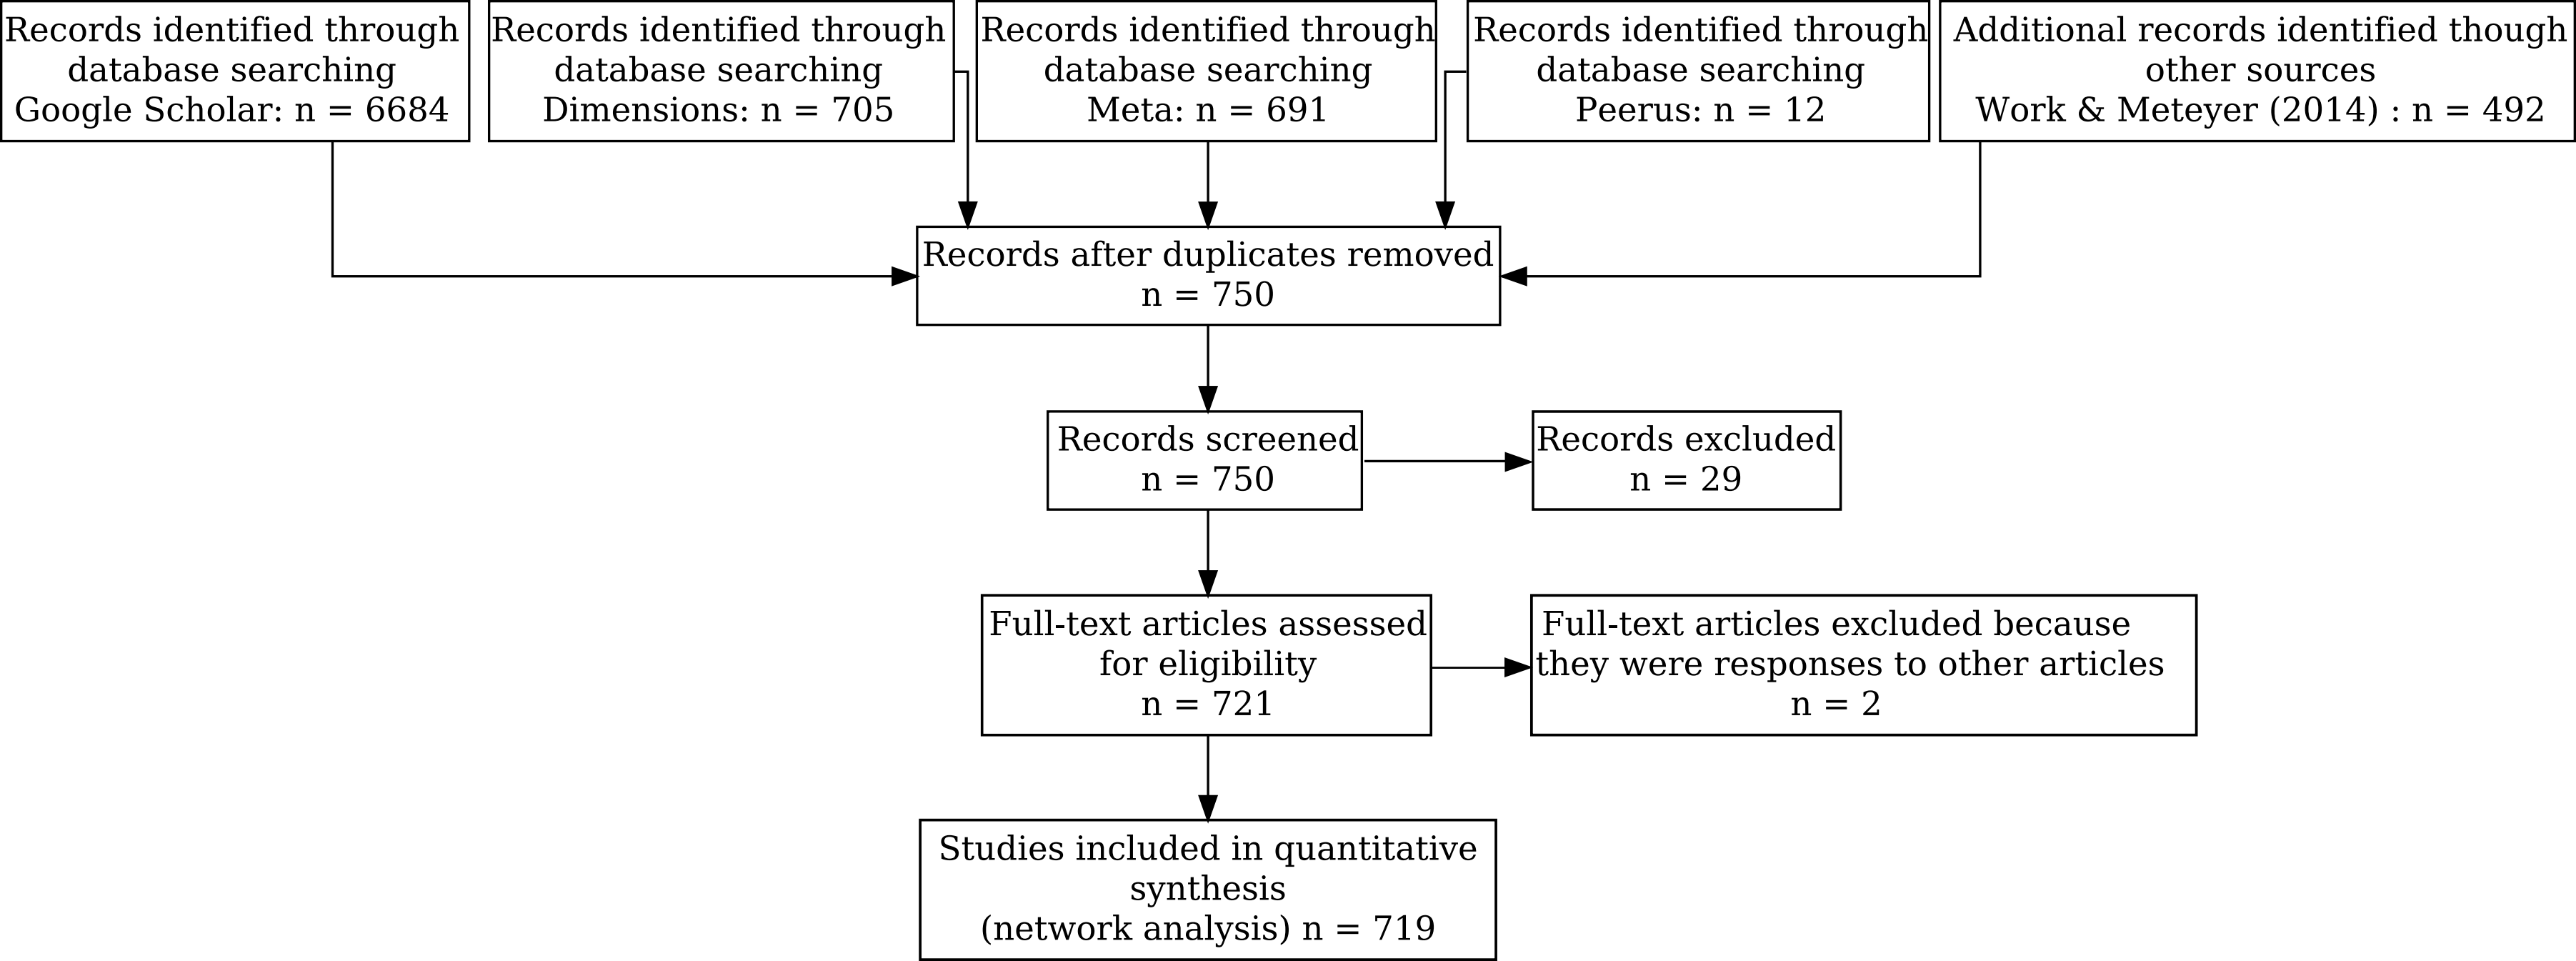 Records identified through
database searching
Google Scholar: n = 6684
Records identified through
database searching
Dimensions: n = 705
Records identified through
database searching
Meta: n = 691
Records identified through
database searching
Peerus: n = 12
Additional records identified though
other sources
Work & Meteyer (2014) : n = 492
Records after duplicates removed
n = 750
Records screened
n = 750
Records excluded
n = 29
Full-text articles assessed
for eligibility
n = 721
Full-text articles excluded because
they were responses to other articles
n = 2
Studies included in quantitative
synthesis
(network analysis) n = 719